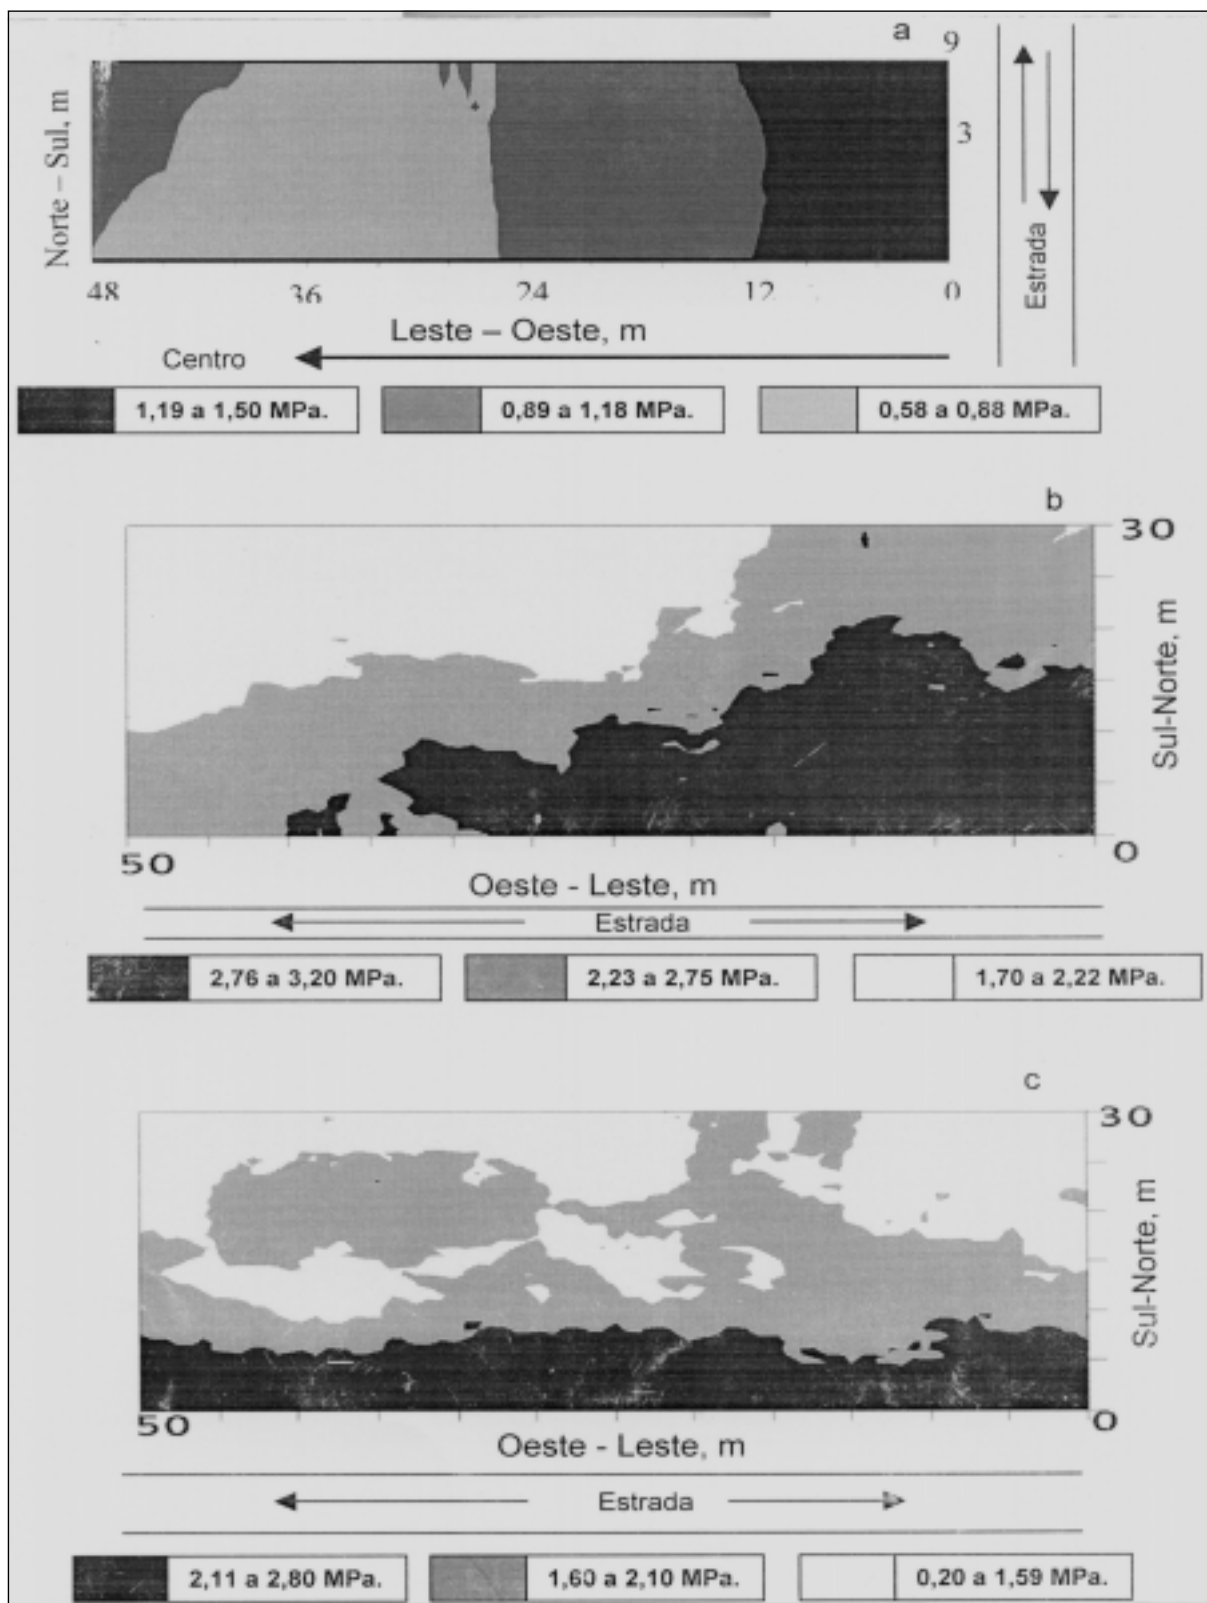 a
9
Norte – Sul, m
3
Estrada
48 36 24 12 0
Leste – Oeste, m
Centro
1,19 a 1,50 MPa. 0,89 a 1,18 MPa. 0,58 a 0,88 MPa.
b
30
Sul-Norte, m
50 0
Oeste - Leste, m
Estrada
2,76 a 3,20 MPa. 2,23 a 2,75 MPa. 1,70 a 2,22 MPa.
c
30
Sul-Norte, m
50 0
Oeste - Leste, m
Estrada
2,11 a 2,80 MPa. 1,60 a 2,10 MPa. 0,20 a 1,59 MPa.